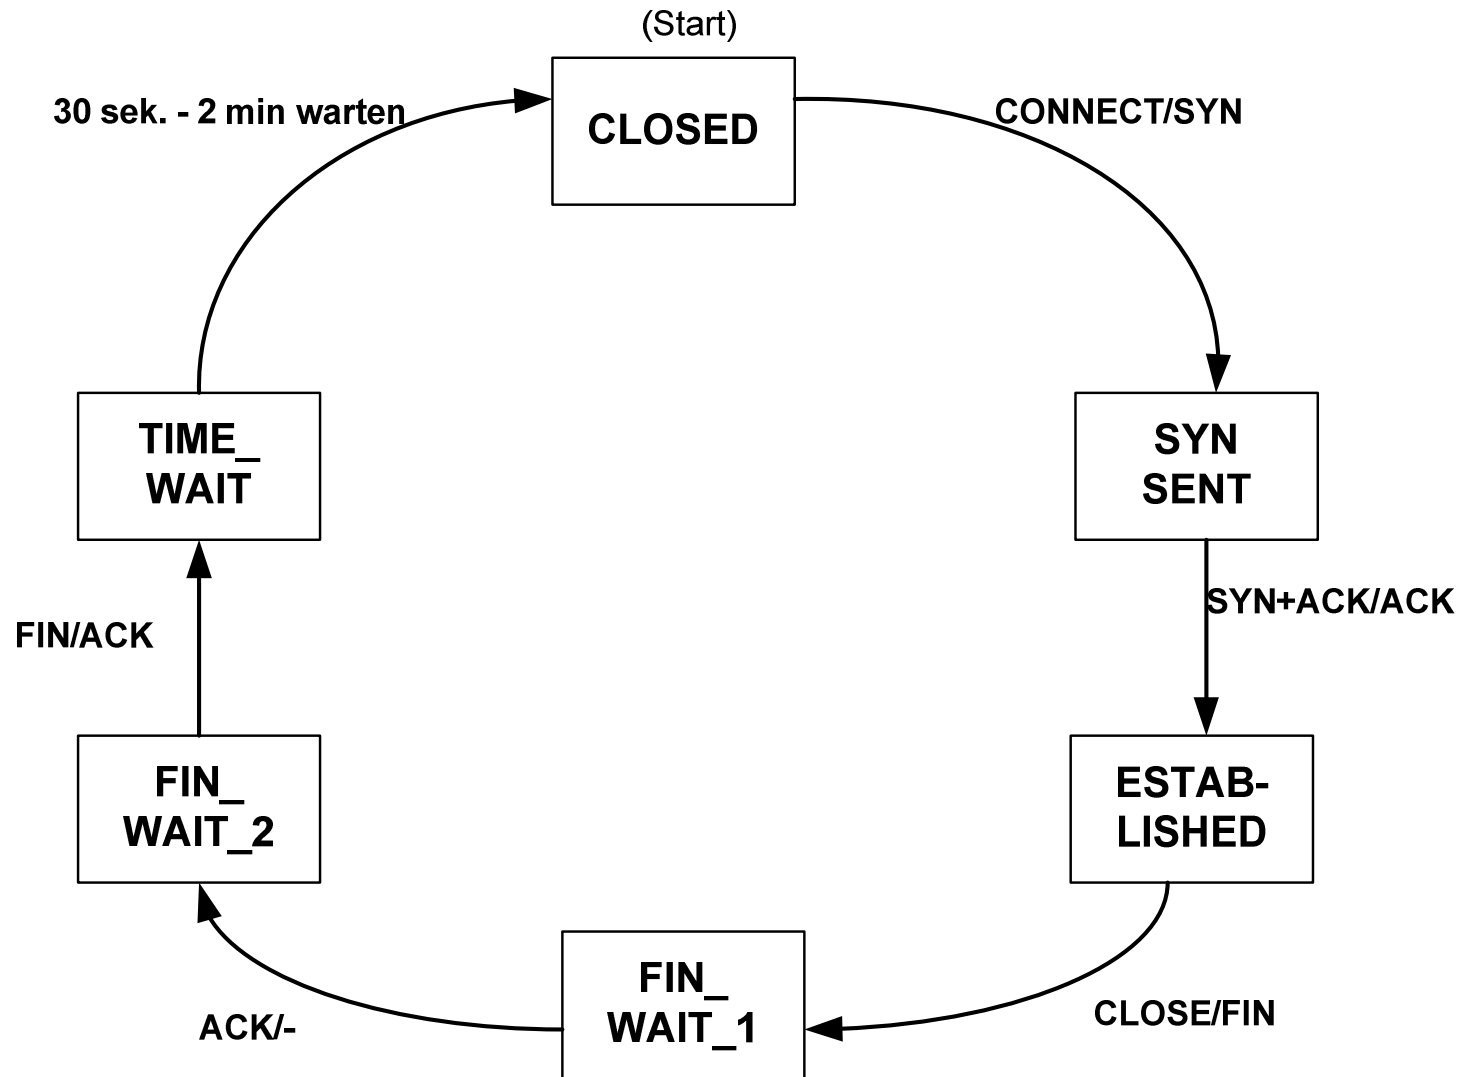 (Start)
30 sek. - 2 min warten
CLOSED
CONNECT/SYN
TIME_
WAIT
SYN
SENT
FIN/ACK
SYN+ACK/ACK
FIN_
WAIT_2
ESTAB-
LISHED
FIN_
WAIT_1
ACK/-
CLOSE/FIN